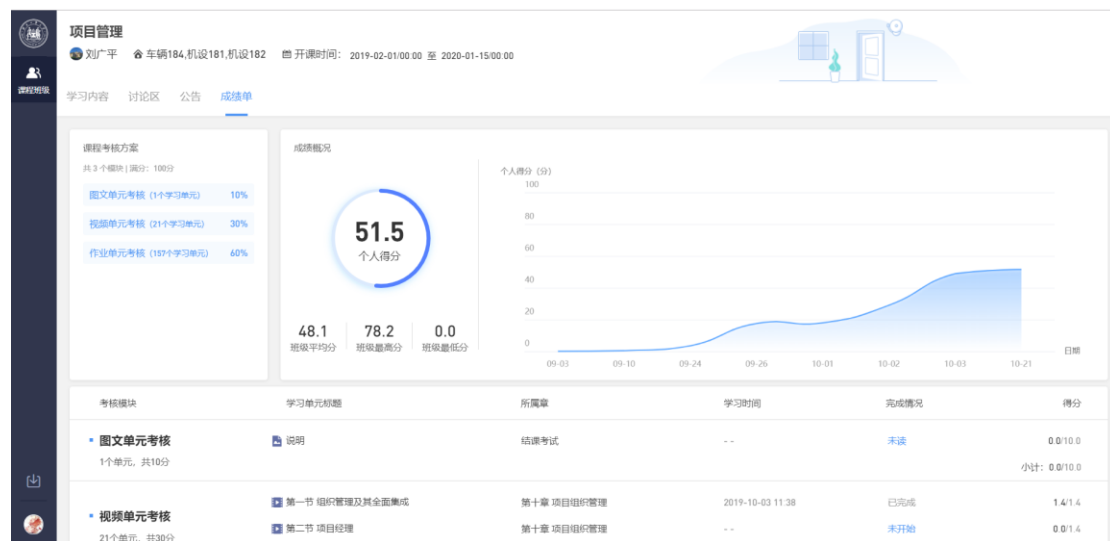 项目管理
刘广平 车辆184,机设181,机设182 开课时间： 2019-02-01/00:00 至 2020-01-15/00:00
课程班级
学习内容 讨论区 公告 成绩单
课程考核方案
共 3 个模块 | 满分：100分
图文单元考核 (1个学习单元) 10%
视频单元考核 (21个学习单元) 30%
作业单元考核 (157个学习单元) 60%
成绩概况
51.5
个人得分
48.1 78.2 0.0
班级平均分 班级最高分 班级最低分
个人得分 (分)
100
80
60
40
20
0
日期
09-03 09-10 09-24 09-26 10-01 10-02 10-03 10-21
考核模块 学习单元标题 所属章 学习时间 完成情况 得分
图文单元考核 说明 结课考试 - - 未读 0.0/10.0
1个单元，共10分
小计：0.0/10.0
第一节 组织管理及其全面集成 第十章 项目组织管理 2019-10-03 11:38 已完成 1.4/1.4
视频单元考核
第二节 项目经理 第十章 项目组织管理 - - 未开始 0.0/1.4
21个单元，共30分